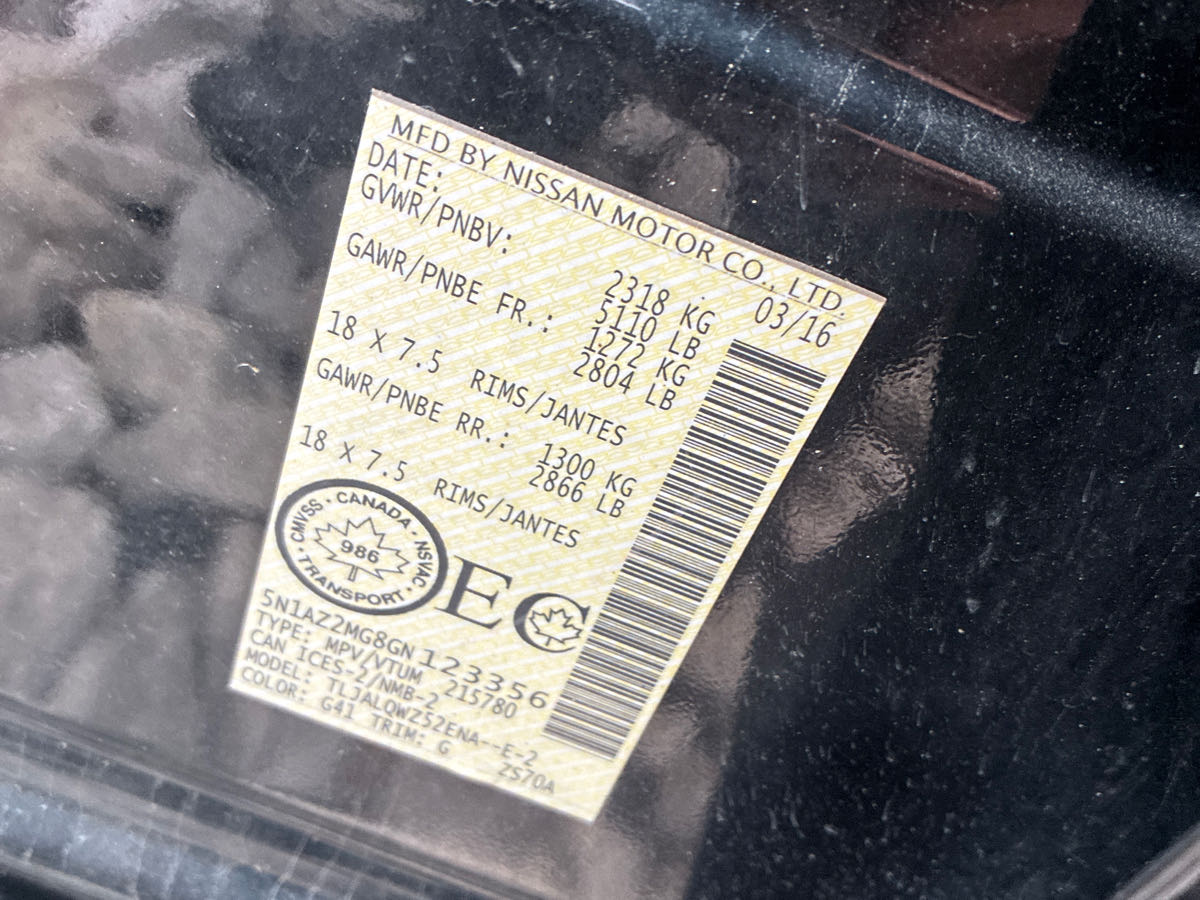 MFD BY NISSAN MOTOR CO., LTD.
DATE: 03/16
GVWR/PNBV: 2318 KG
5110 LB
GAWR/PNBE FR.: 1272 KG
2804 LB
18 X 7.5 RIMS/JANTES
GAWR/PNBE RR.: 1300 KG
2866 LB
18 X 7.5 RIMS/JANTES
CMVSS · CANADA · NSVAC · TRANSPORT ·
986
EC
5N1AZ2MG8GN123356
TYPE: MPV/VTUM 215780
CAN ICES-2/NMB-2
MODEL: TLJALOWZ52ENA--E-2
COLOR: G41 TRIM: G ZS70A